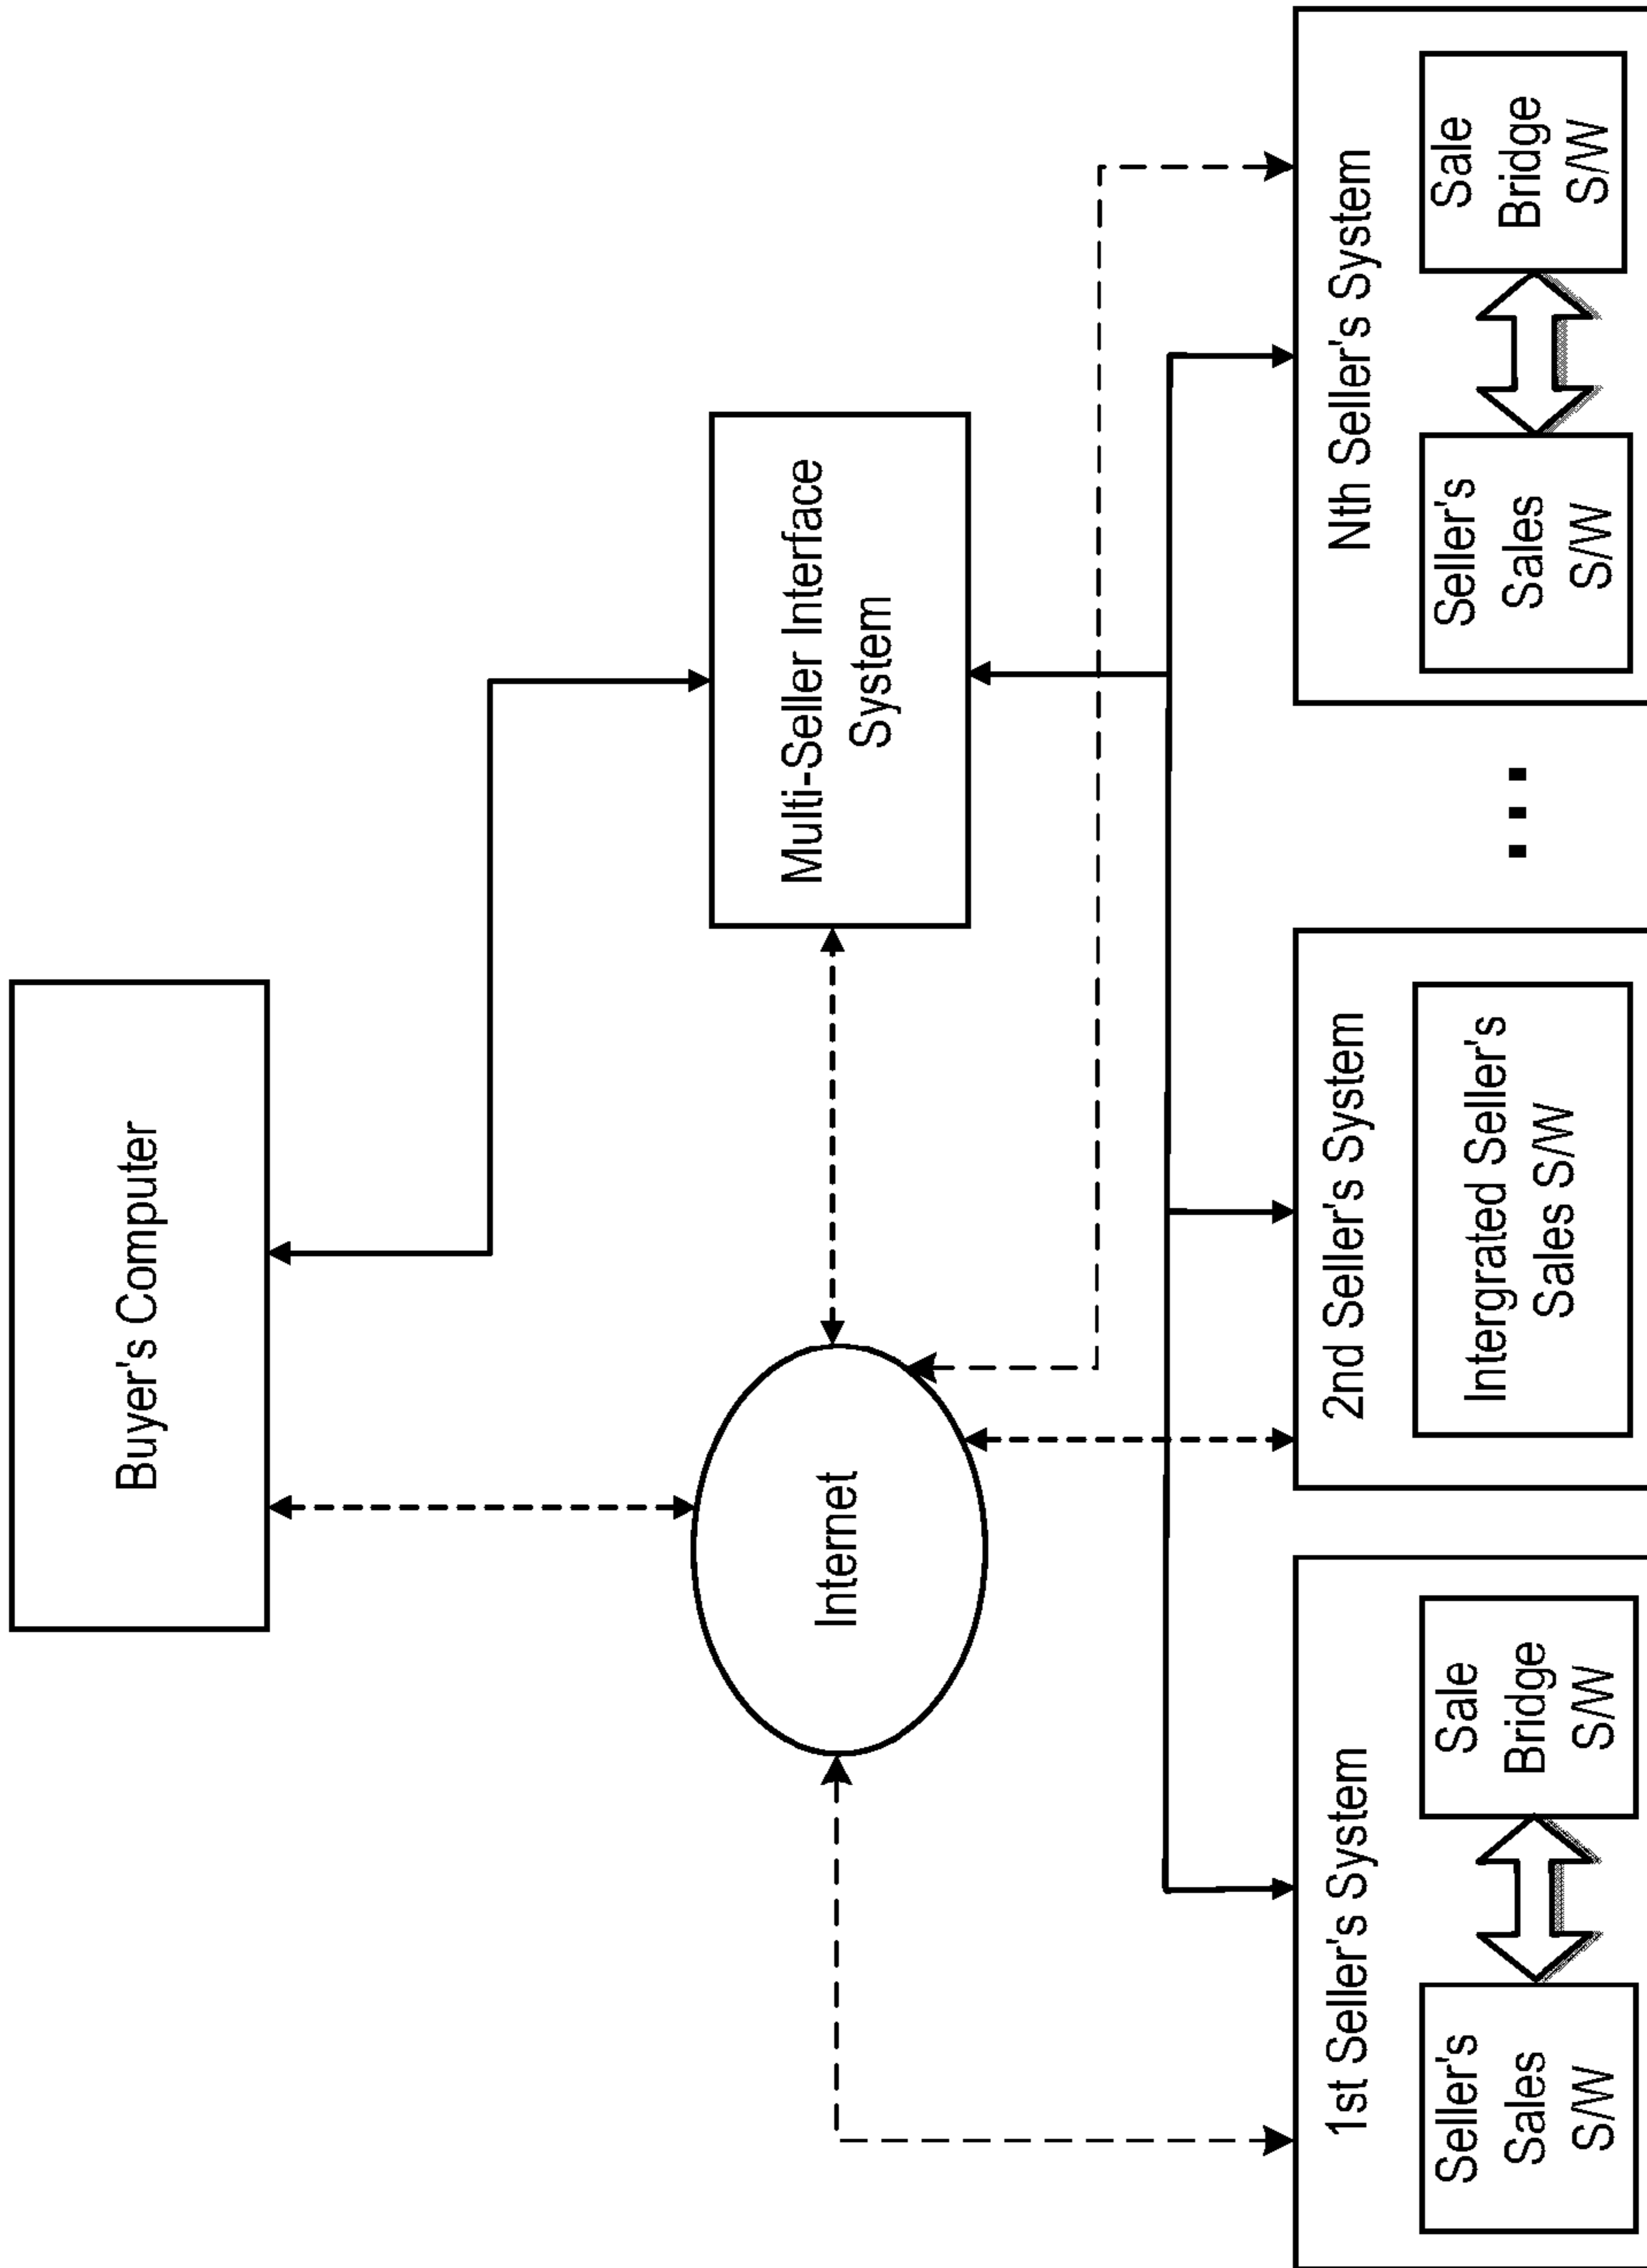 Buyer's Computer
Internet
Multi-Seller Interface
System
1st Seller's System
Seller's
Sales
S/W
Sale
Bridge
S/W
2nd Seller's System
Intergrated Seller's
Sales S/W
Nth Seller's System
Seller's
Sales
S/W
Sale
Bridge
S/W